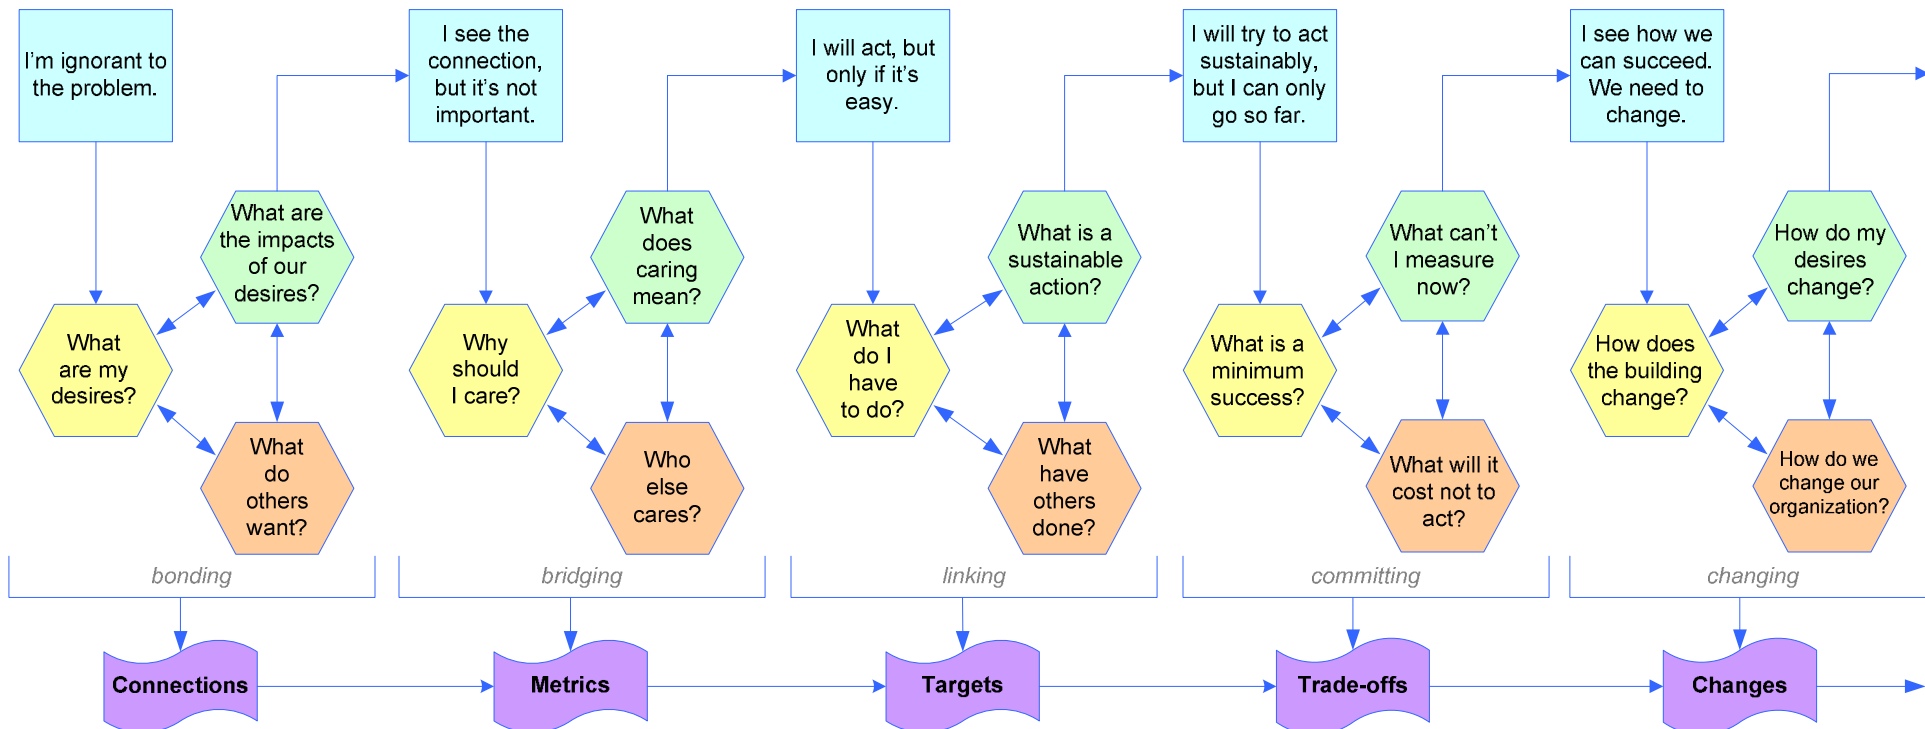 I'm ignorant to
the problem.
I see the
connection,
but it's not
important.
I will act, but
only if it's
easy.
I will try to act
sustainably,
but I can only
go so far.
I see how we
can succeed.
We need to
change.
What are
the impacts
of our
desires?
What
does
caring
mean?
What is a
sustainable
action?
What can't
I measure
now?
How do my
desires
change?
What
are my
desires?
Why
should
I care?
What
do I
have
to do?
What is a
minimum
success?
How does
the building
change?
What
do
others
want?
Who
else
cares?
What
have
others
done?
What will it
cost not to
act?
How do we
change our
organization?
bonding
bridging
linking
committing
changing
Connections
Metrics
Targets
Trade-offs
Changes